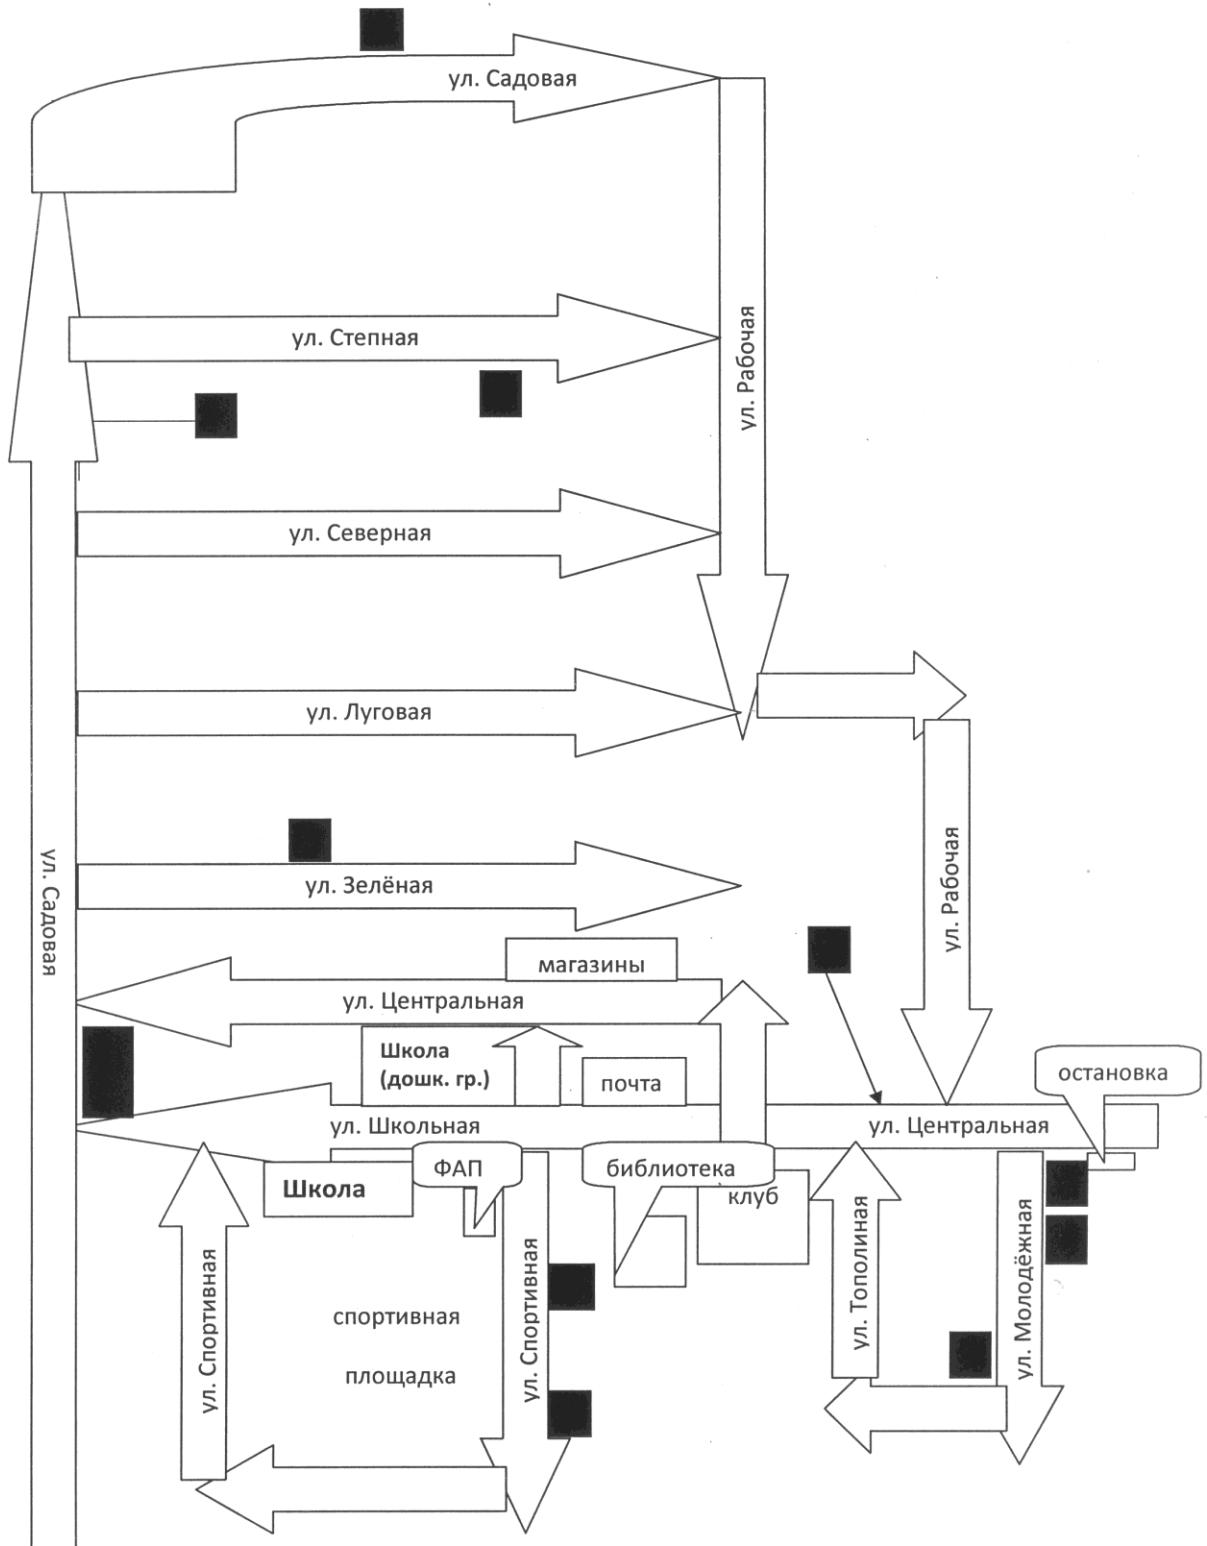 ул. Садовая
ул. Степная
ул. Рабочая
ул. Северная
ул. Луговая
ул. Садовая
ул. Зелёная
ул. Рабочая
магазины
ул. Центральная
Школа
(дошк. гр.)
почта
остановка
ул. Школьная
ул. Центральная
ФАП
библиотека
Школа
клуб
ул. Спортивная
спортивная
площадка
ул. Спортивная
ул. Тополиная
ул. Молодёжная